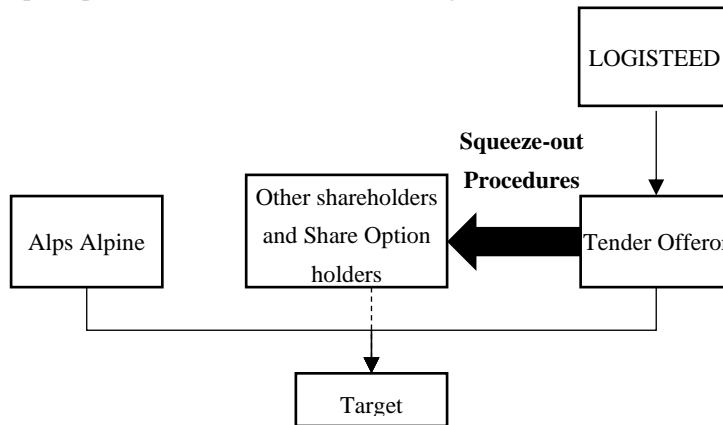 LOGISTEED
Squeeze-out
Procedures
Other shareholders
and Share Option
holders
Alps Alpine
Tender Offeror
Target